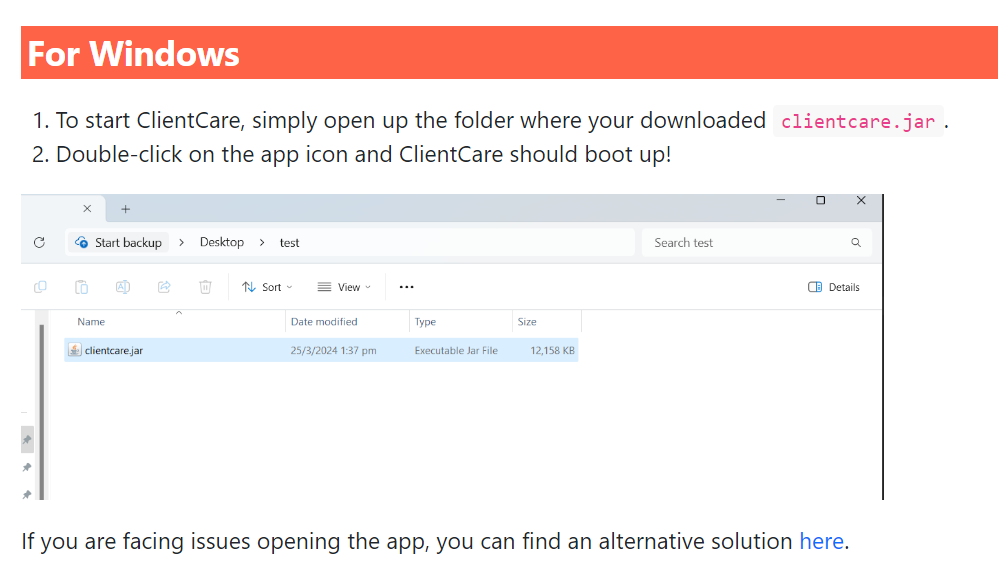 For Windows
1. To start ClientCare, simply open up the folder where your downloaded clientcare.jar.
2. Double-click on the app icon and ClientCare should boot up!
Start backup > Desktop > test
Search test
Sort
View
Details
Name Date modified Type Size
clientcare.jar 25/3/2024 1:37 pm Executable Jar File 12,158 KB
If you are facing issues opening the app, you can find an alternative solution here.